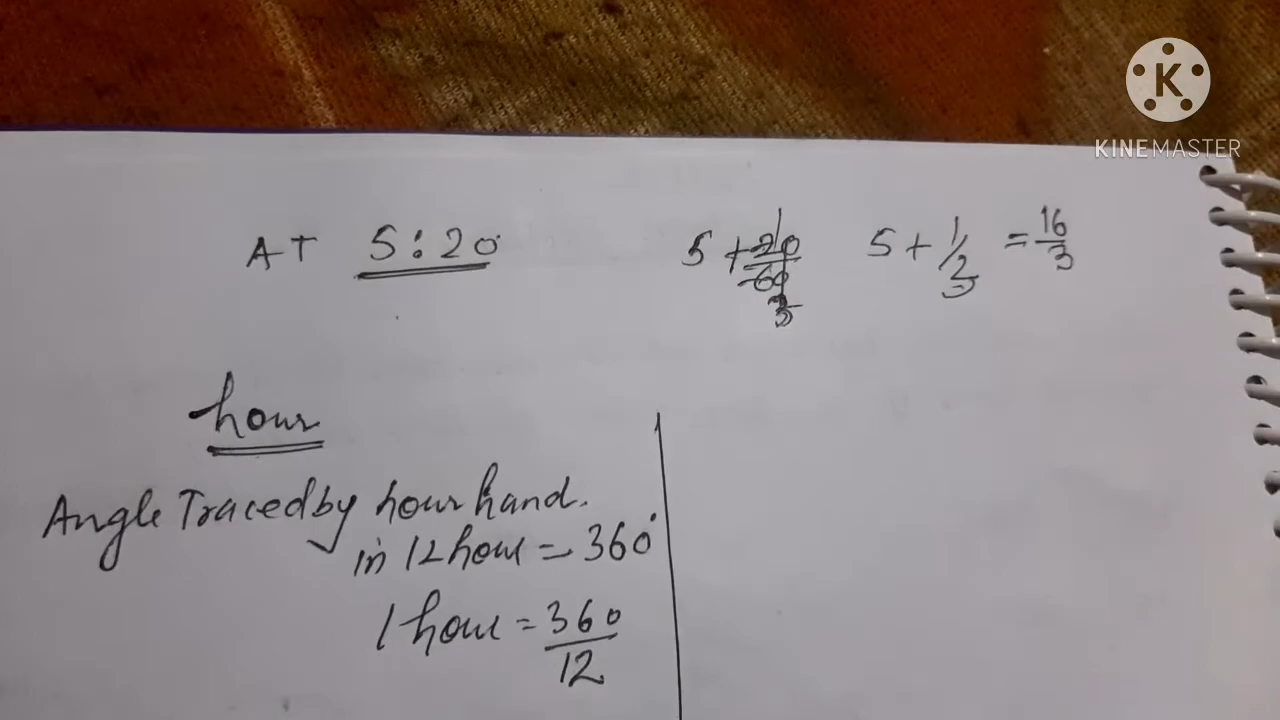 K
KINEMASTER
AT 5:20 5 + 20/60 3 5 + 1/3 = 16/3
hour
Angle Traced by hour hand.
in 12 hour = 360°
1 hour = 360/12